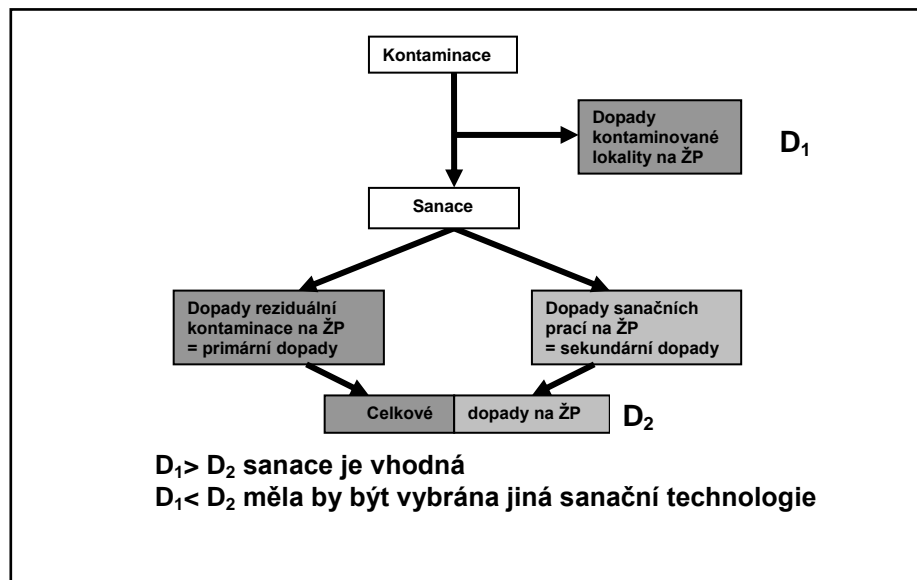 Kontaminace
Dopady
kontaminované
lokality na ŽP
D₁
Sanace
Dopady reziduální
kontaminace na ŽP
= primární dopady
Dopady sanačních
prací na ŽP
= sekundární dopady
Celkové dopady na ŽP
D₂
D₁> D₂ sanace je vhodná
D₁< D₂ měla by být vybrána jiná sanační technologie